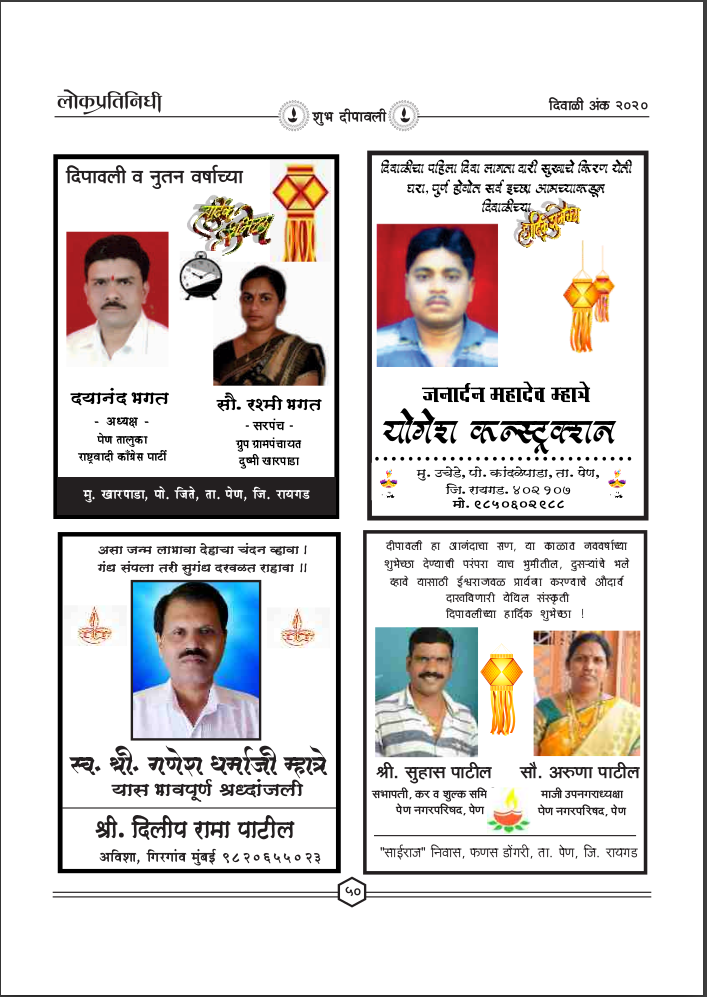 लोकप्रतिनिधी
शुभ दीपावली
दिवाळी अंक २०२०
दिपावली व नुतन वर्षाच्या
हार्दिक शुभेच्छा
दयानंद भगत
- अध्यक्ष -
पेण तालुका
राष्ट्रवादी काँग्रेस पार्टी
सौ. रश्मी भगत
- सरपंच -
ग्रुप ग्रामपंचायत
दुष्मी खारपाडा
मु. खारपाडा, पो. जिते, ता. पेण, जि. रायगड
दिवाळीचा पहिला दिवा लागता दारी सुखाचे किरण येती
घरा, पुर्ण होवोत सर्व इच्छा आमच्याकडून
दिवाळीच्या
हार्दिक शुभेच्छा
जनार्दन महादेव म्हात्रे
योगेश कन्स्ट्रक्शन
मु. उचेडे, पो. कांदळेपाडा, ता. पेण,
जि. रायगड. ४०२१०७
मो. ९८५०६०२९८८
असा जन्म लाभावा देहाचा चंदन व्हावा !
गंध संपला तरी सुगंध दरवळत राहावा !!
स्व. श्री. गणेश धर्माजी म्हात्रे
यास भावपूर्ण श्रध्दांजली
श्री. दिलीप रामा पाटील
अविशा, गिरगांव मुंबई ९८२०६५५०२३
दीपावली हा आनंदाचा सण, या काळात नववर्षाच्या
शुभेच्छा देण्याची परंपरा याच भुमीतील, दुसऱ्यांचे भले
व्हावे यासाठी ईश्वराजवळ प्रार्थना करण्याचे औदार्य
दाखविणारी येथिल संस्कृती
दिपावलीच्या हार्दिक शुभेच्छा !
श्री. सुहास पाटील
सभापती, कर व शुल्क समि
पेण नगरपरिषद, पेण
सौ. अरुणा पाटील
माजी उपनगराध्यक्षा
पेण नगरपरिषद, पेण
"साईराज" निवास, फणस डोंगरी, ता. पेण, जि. रायगड
५०